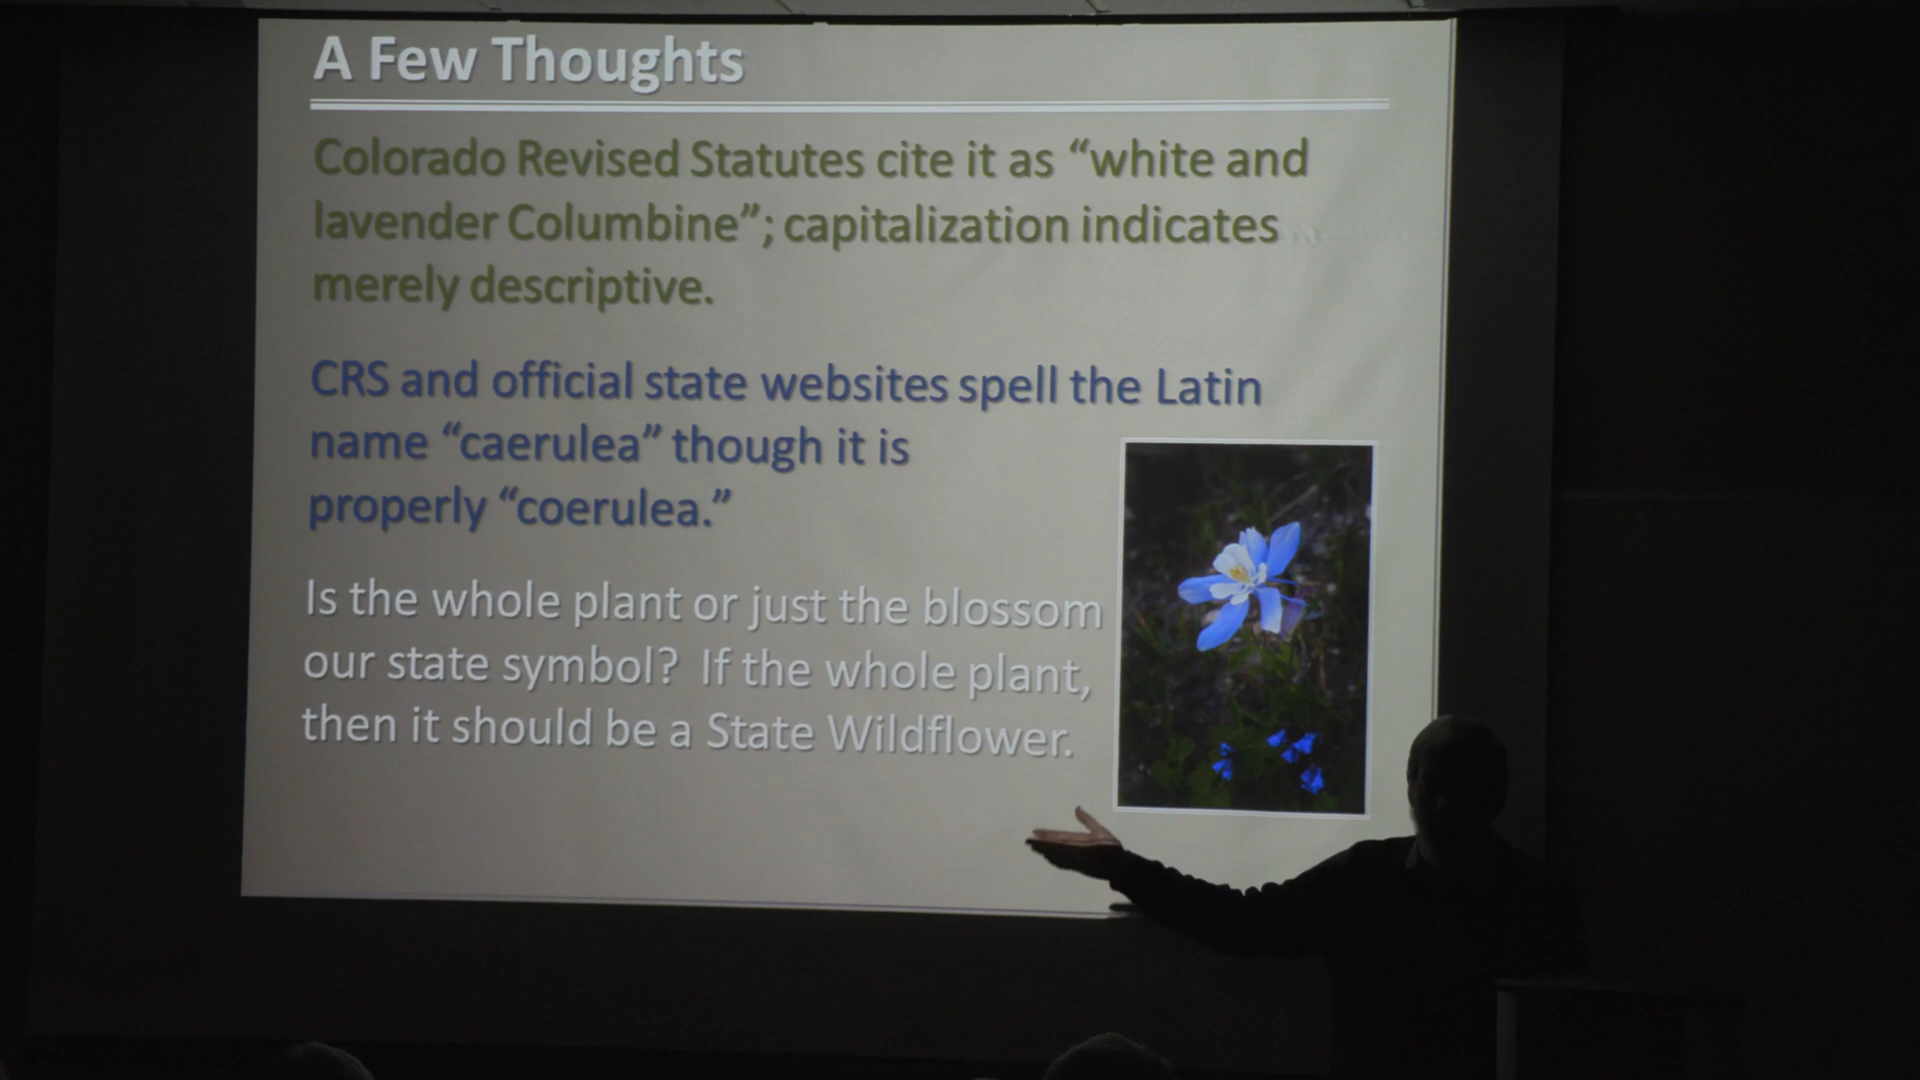 A Few Thoughts
Colorado Revised Statutes cite it as “white and
lavender Columbine”; capitalization indicates
merely descriptive.
CRS and official state websites spell the Latin
name “caerulea” though it is
properly “coerulea.”
Is the whole plant or just the blossom
our state symbol? If the whole plant,
then it should be a State Wildflower.